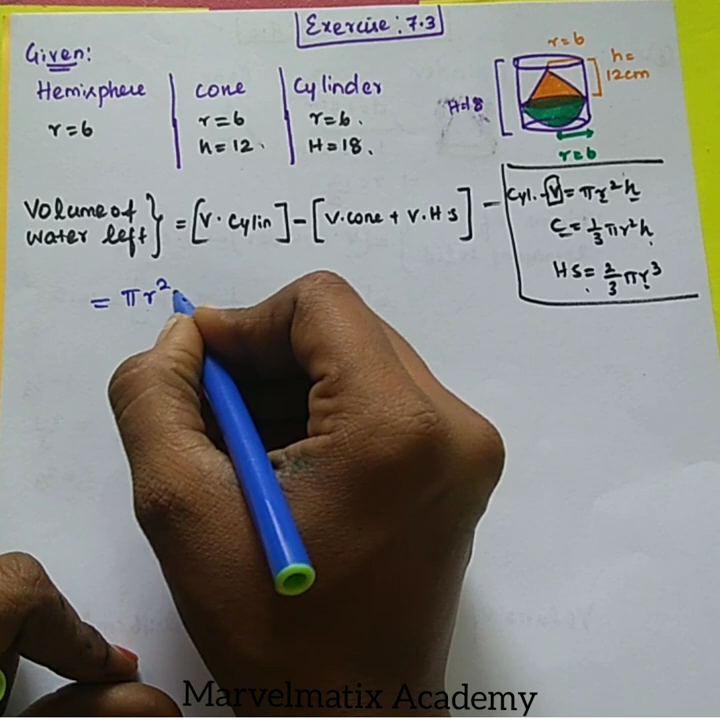 Exercise: 7.3
Given:
Hemisphere
r=6
cone
r=6
h=12.
Cylinder
r=6.
H=18.
r=6
h=
12cm
H=18
r=6
Volume of
water left } = [V. Cylin] - [V. cone + V. H s] -
Cyl. V = πr²h
C = 1/3 πr²h
HS = 2/3 πr³
= πr²
Marvelmatix Academy